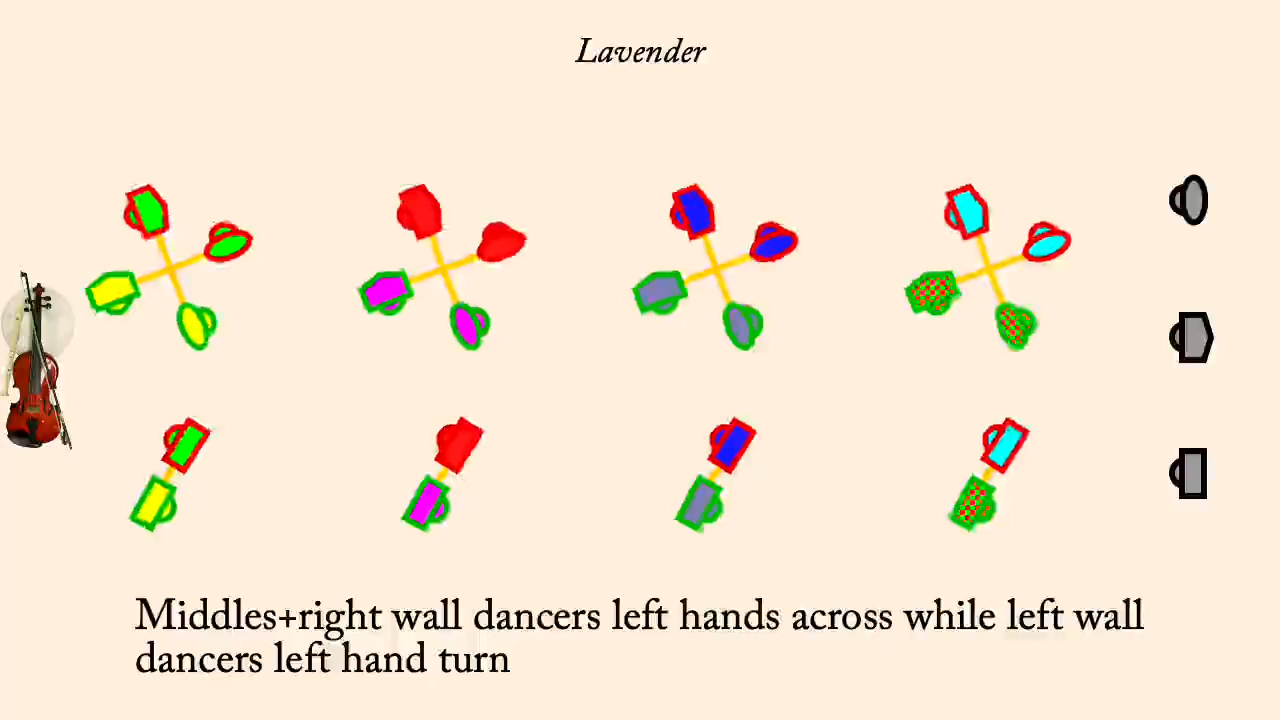 Lavender
Middles+right wall dancers left hands across while left wall
dancers left hand turn